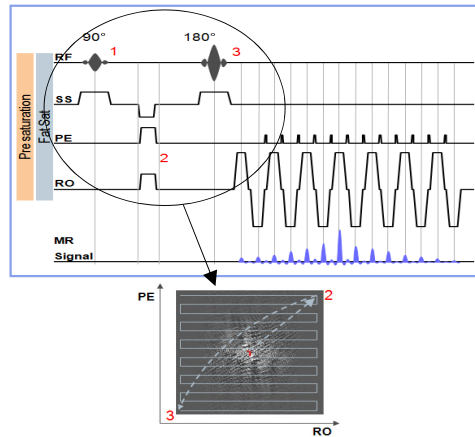 90°
1
180°
3
RF
Pre saturation
Fat Sat
SS
PE
2
RO
MR
Signal
PE
2
1
3
RO